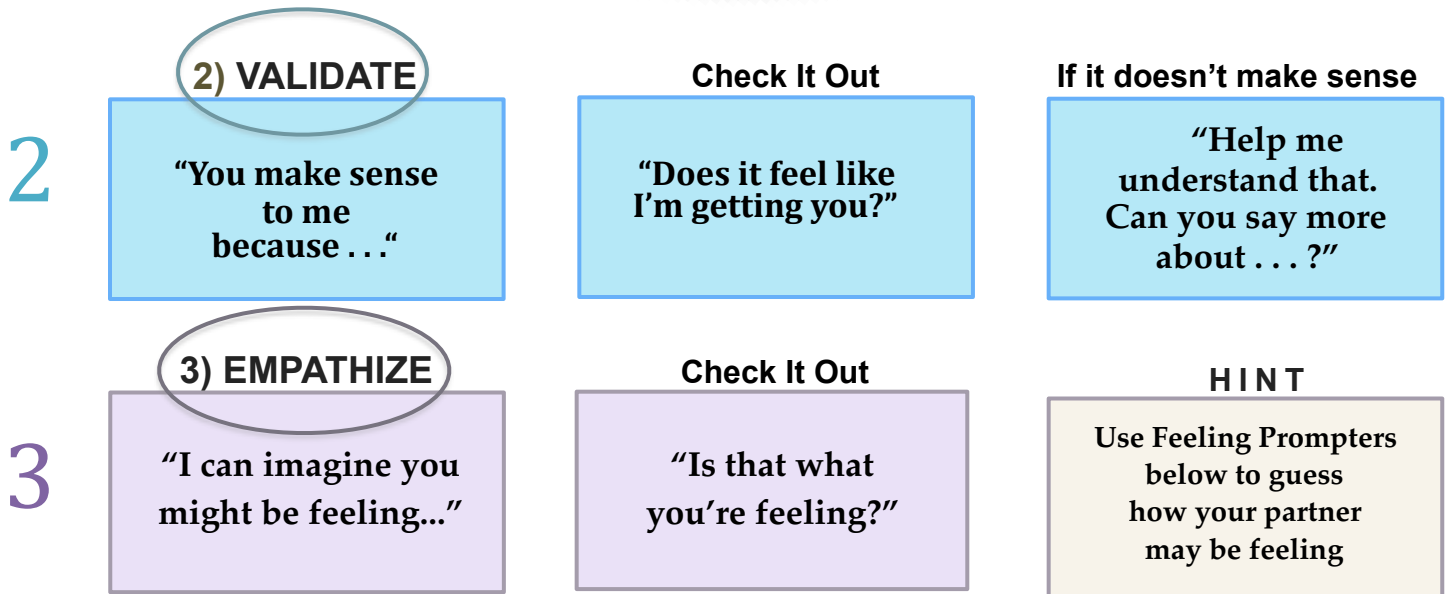 2) VALIDATE
Check It Out
If it doesn’t make sense
2
“You make sense
to me
because . . .“
“Does it feel like
I’m getting you?”
“Help me
understand that.
Can you say more
about . . . ?”
3) EMPATHIZE
Check It Out
HINT
3
“I can imagine you
might be feeling...”
“Is that what
you’re feeling?”
Use Feeling Prompters
below to guess
how your partner
may be feeling